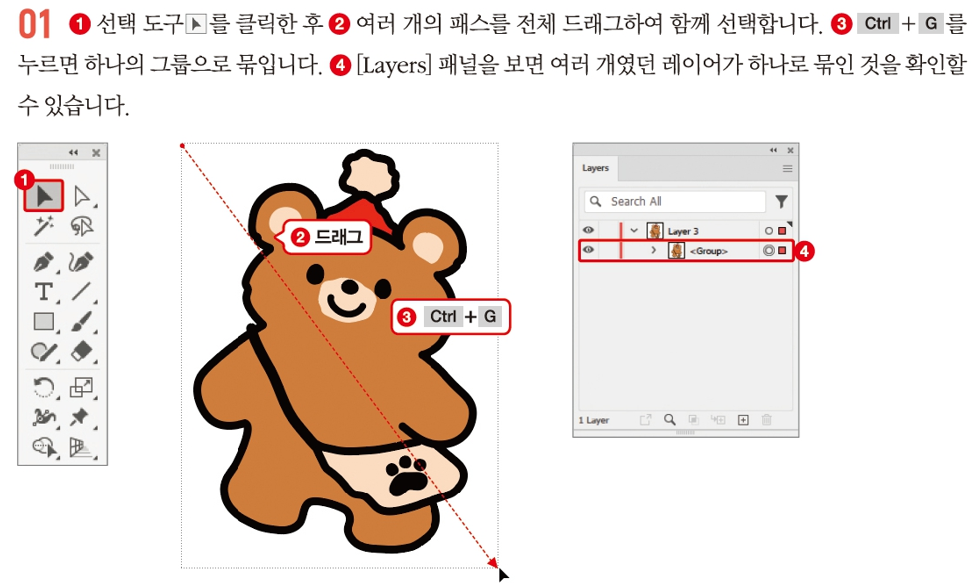 01 ❶ 선택 도구를 클릭한 후 ❷ 여러 개의 패스를 전체 드래그하여 함께 선택합니다. ❸ Ctrl + G 를
누르면 하나의 그룹으로 묶입니다. ❹ [Layers] 패널을 보면 여러 개였던 레이어가 하나로 묶인 것을 확인할
수 있습니다.
❶
❷ 드래그
❸ Ctrl + G
Layers
Search All
Layer 3
<Group>
❹
1 Layer